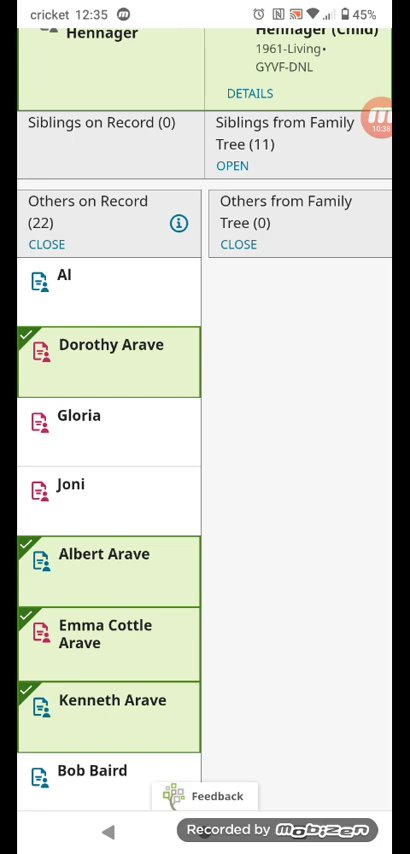 cricket 12:35 m 45%
Hennager
Hennager (Child)
1961-Living•
GYVF-DNL
DETAILS
10:38
Siblings on Record (0)
Siblings from Family
Tree (11)
OPEN
Others on Record
(22)
CLOSE
Others from Family
Tree (0)
CLOSE
Al
Dorothy Arave
Gloria
Joni
Albert Arave
Emma Cottle
Arave
Kenneth Arave
Bob Baird
Feedback
Recorded by mobizen